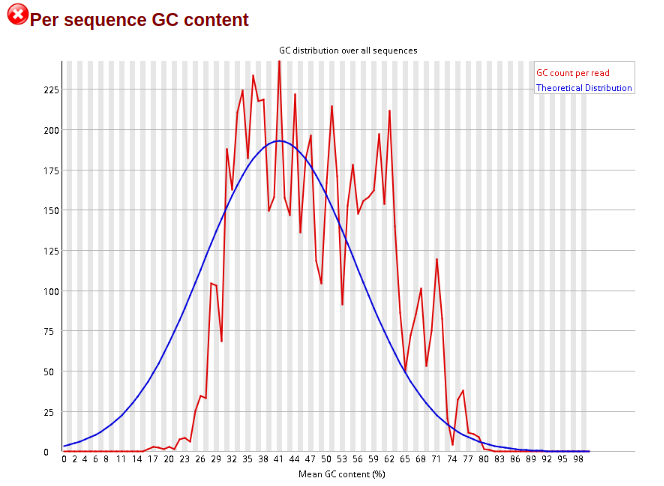 Per sequence GC content
GC distribution over all sequences
GC count per read
Theoretical Distribution
225
200
175
150
125
100
75
50
25
0
0 2 4 6 8 11 14 17 20 23 26 29 32 35 38 41 44 47 50 53 56 59 62 65 68 71 74 77 80 83 86 89 92 95 98
Mean GC content (%)